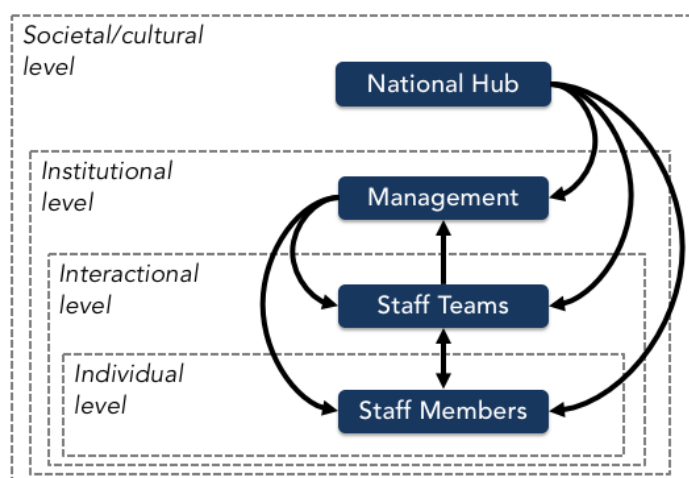 Societal/cultural
level
National Hub
Institutional
level
Management
Interactional
level
Staff Teams
Individual
level
Staff Members